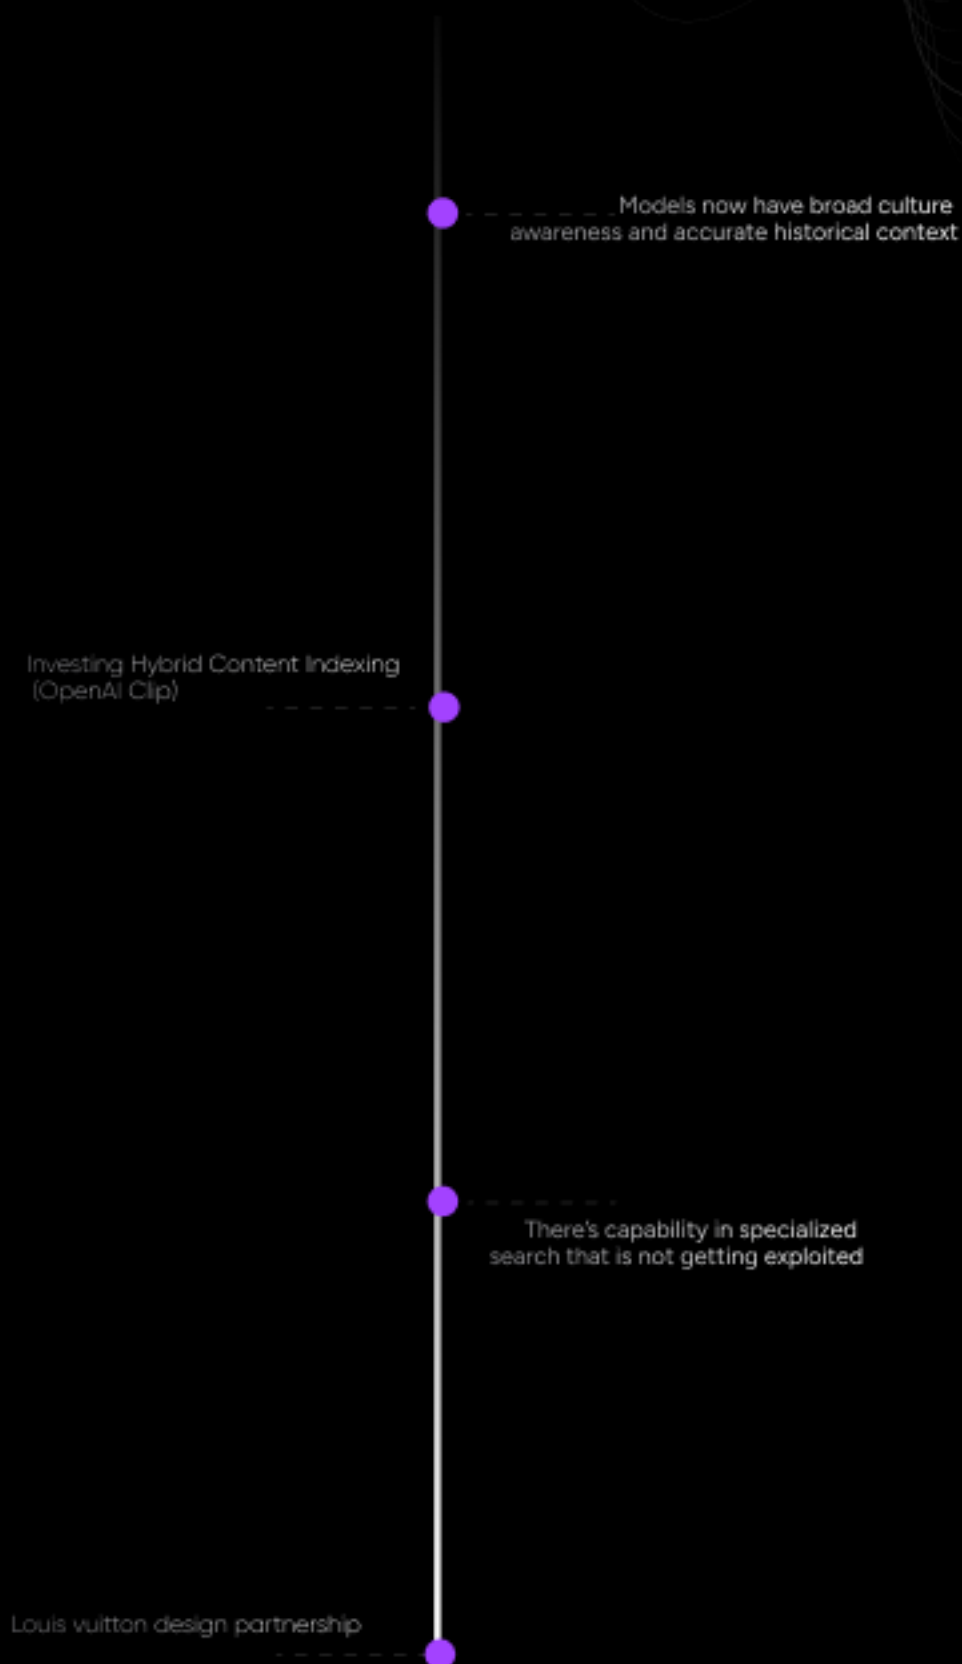 Models now have broad culture
awareness and accurate historical context
Investing Hybrid Content Indexing
(OpenAI Clip)
There's capability in specialized
search that is not getting exploited
Louis vuitton design partnership